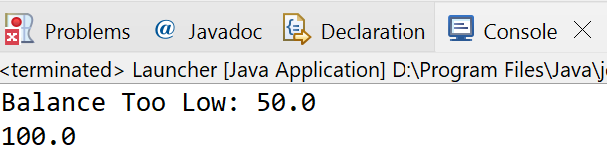 Problems @ Javadoc Declaration Console
<terminated> Launcher [Java Application] D:\Program Files\Java\j
Balance Too Low: 50.0
100.0